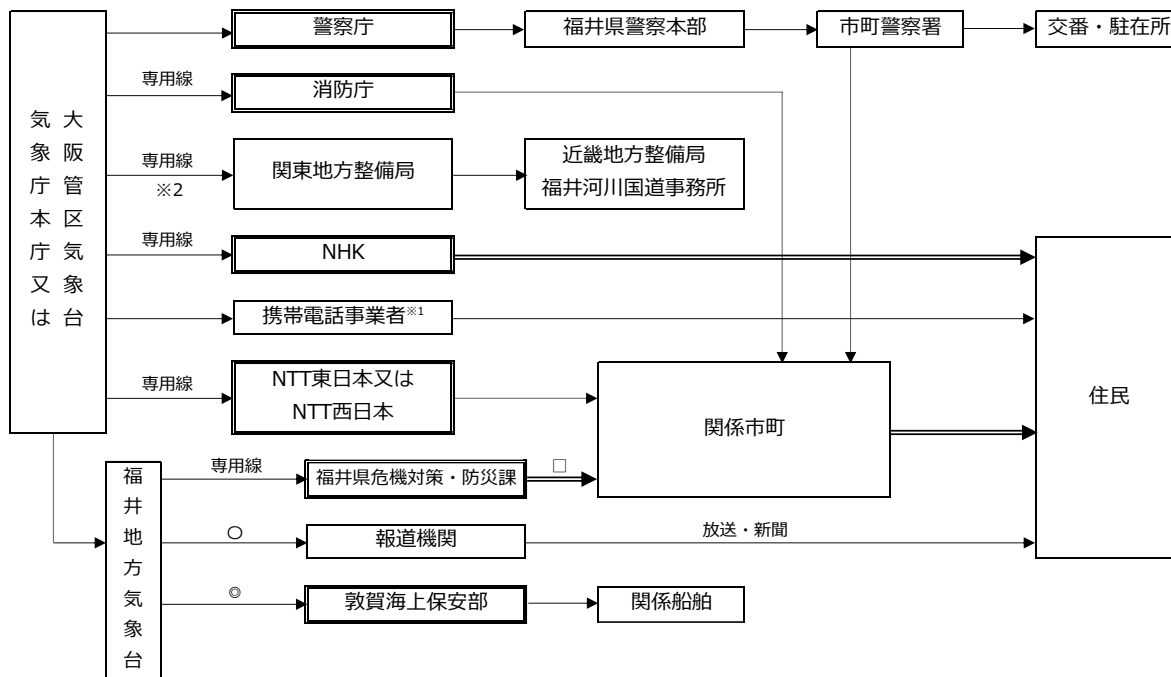 警察庁
福井県警察本部
市町警察署
交番・駐在所
専用線
消防庁
気象庁本庁又は
大阪管区気象台
専用線
※2
関東地方整備局
近畿地方整備局
福井河川国道事務所
専用線
NHK
携帯電話事業者※1
専用線
NTT東日本又は
NTT西日本
関係市町
住民
福井地方気象台
専用線
福井県危機対策・防災課
□
○
報道機関
放送・新聞
◎
敦賀海上保安部
関係船舶